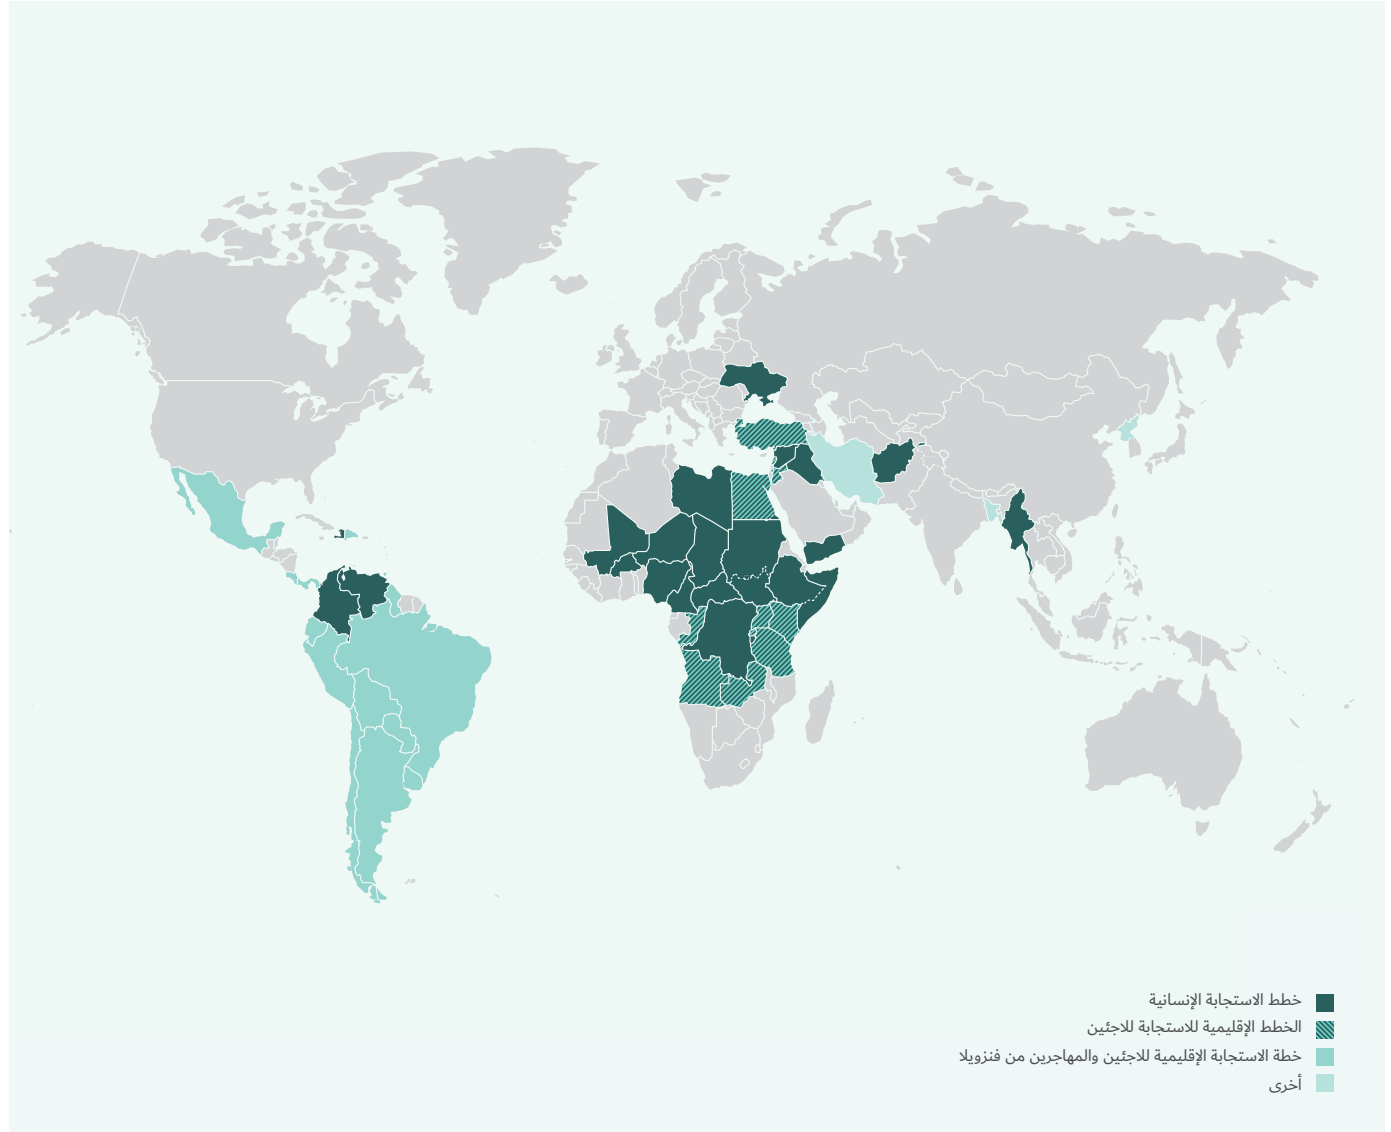 خطط الاستجابة الإنسانية
الخطط الإقليمية للاستجابة للاجئين
خطة الاستجابة الإقليمية للاجئين والمهاجرين من فنزويلا
أخرى